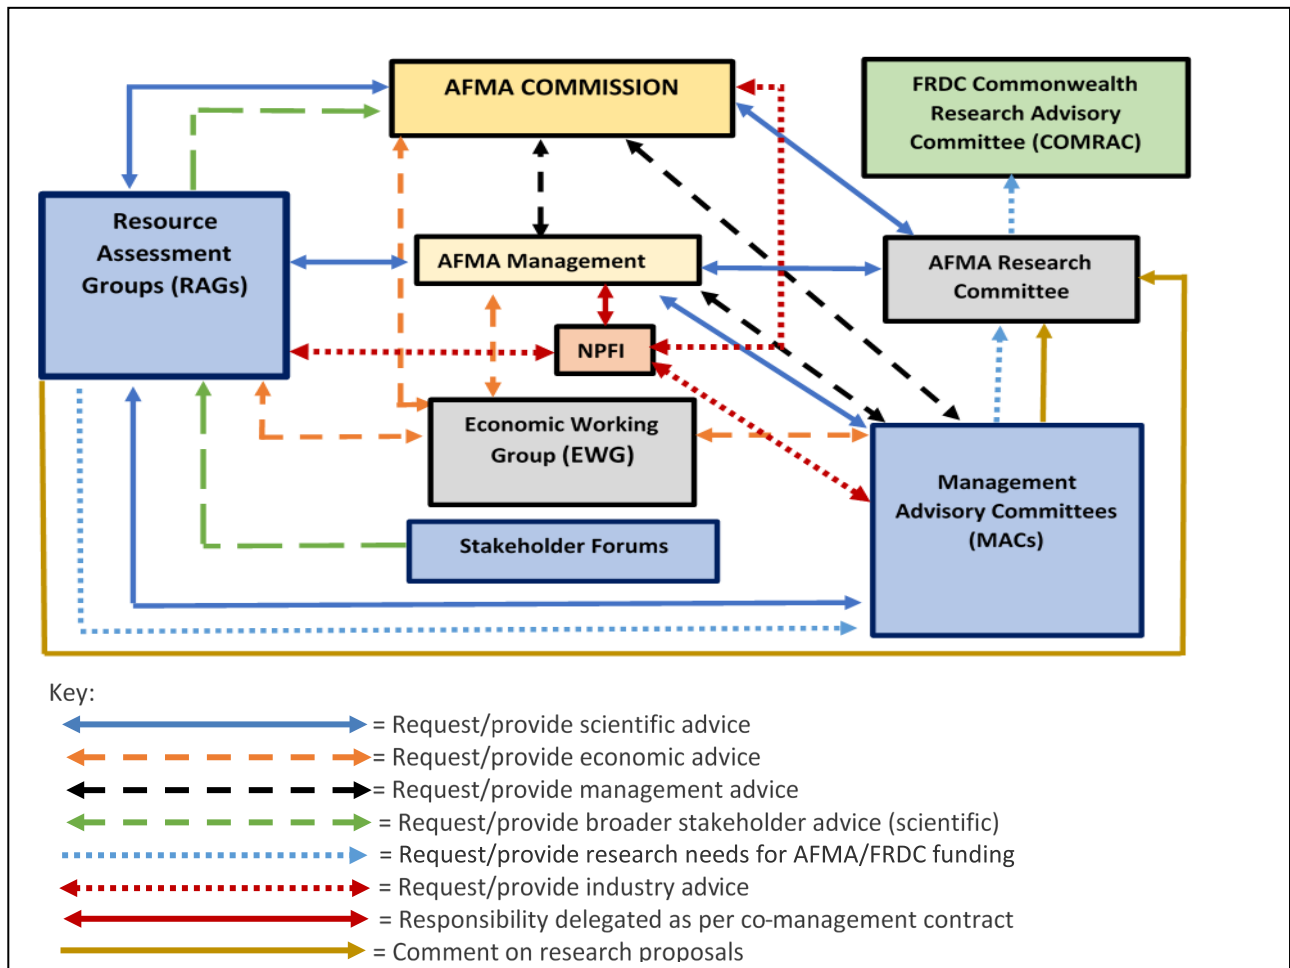 AFMA COMMISSION
FRDC Commonwealth
Research Advisory
Committee (COMRAC)
Resource
Assessment
Groups (RAGs)
AFMA Management
AFMA Research
Committee
NPFI
Economic Working
Group (EWG)
Management
Advisory Committees
(MACs)
Stakeholder Forums
Key:
= Request/provide scientific advice
= Request/provide economic advice
= Request/provide management advice
= Request/provide broader stakeholder advice (scientific)
= Request/provide research needs for AFMA/FRDC funding
= Request/provide industry advice
= Responsibility delegated as per co-management contract
= Comment on research proposals